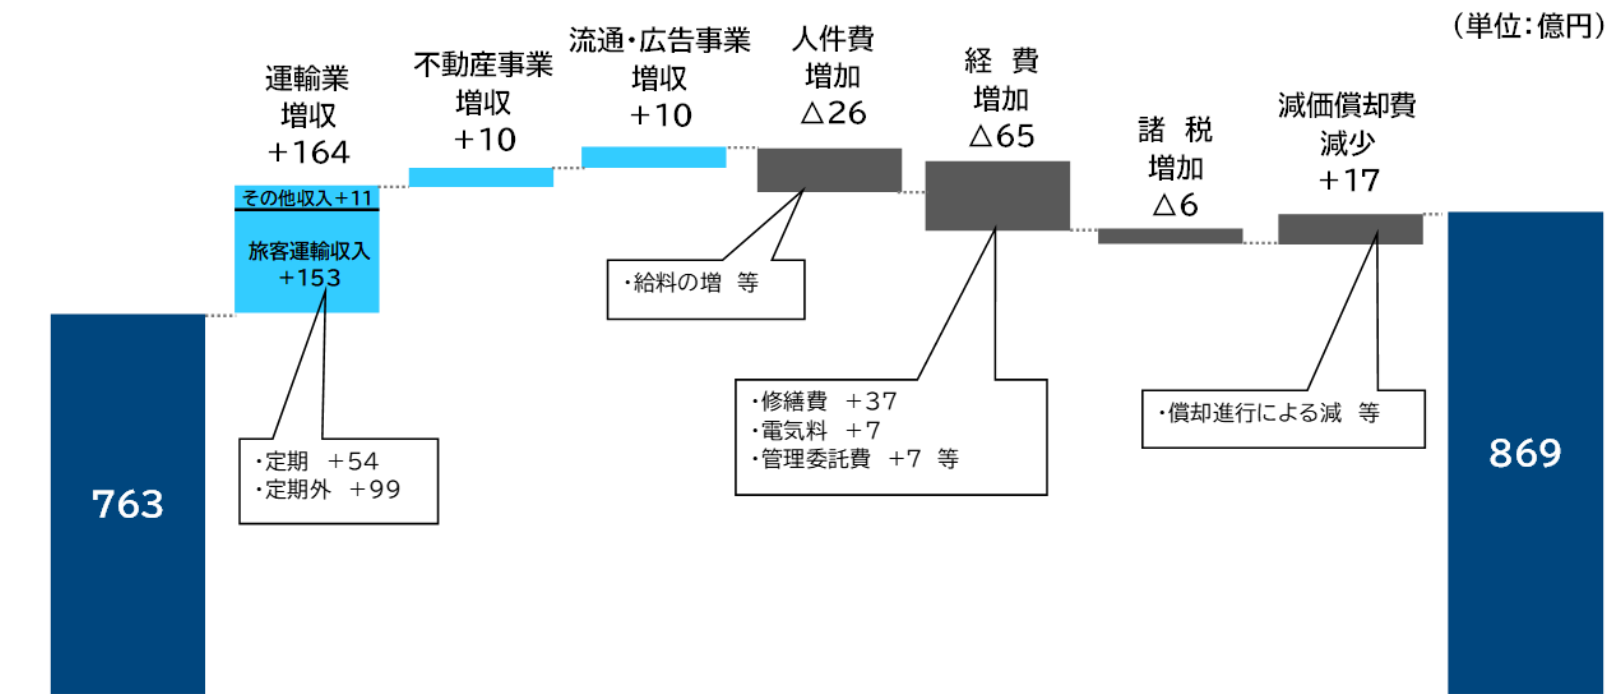 （単位：億円）
運輸業
増収
+164
その他収入+11
旅客運輸収入
+153
・定期　+54
・定期外　+99
不動産事業
増収
+10
流通・広告事業
増収
+10
人件費
増加
△26
・給料の増　等
経　費
増加
△65
・修繕費　+37
・電気料　+7
・管理委託費　+7　等
諸　税
増加
△6
減価償却費
減少
+17
・償却進行による減　等
763
869